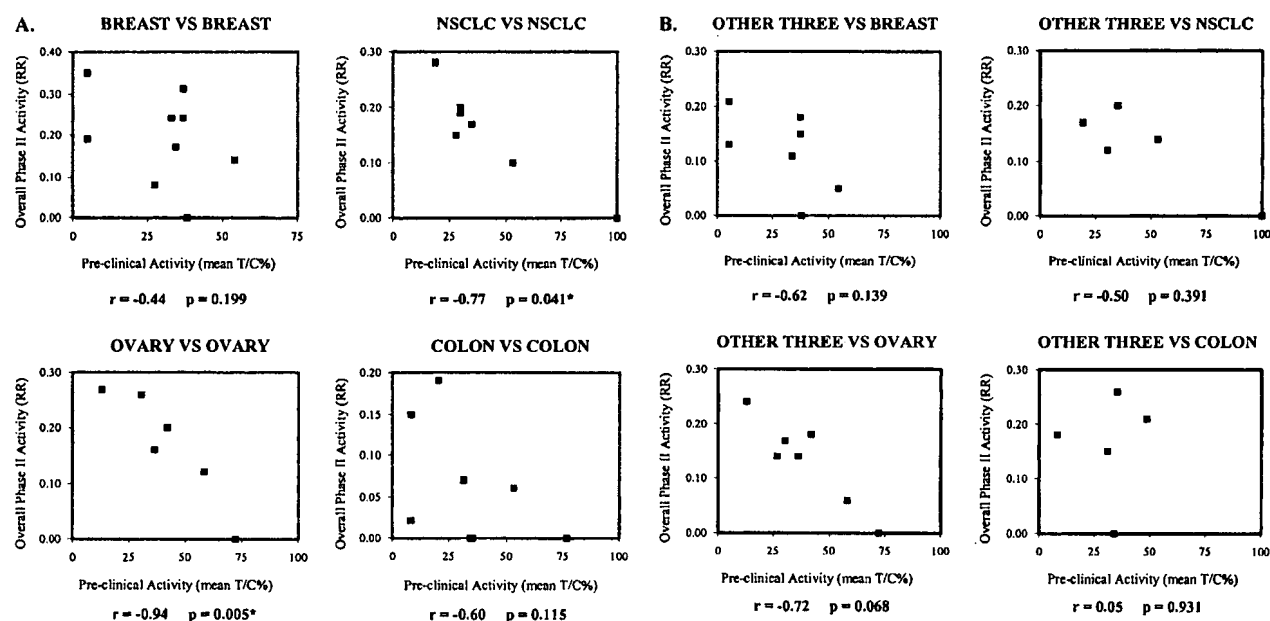 A.
BREAST VS BREAST
Overall Phase II Activity (RR)
0.40
0.30
0.20
0.10
0.00
0 25 50 75
Pre-clinical Activity (mean T/C%)
r = -0.44 p = 0.199
NSCLC VS NSCLC
Overall Phase II Activity (RR)
0.30
0.20
0.10
0.00
0 25 50 75 100
Pre-clinical Activity (mean T/C%)
r = -0.77 p = 0.041*
OVARY VS OVARY
Overall Phase II Activity (RR)
0.30
0.20
0.10
0.00
0 25 50 75 100
Pre-clinical Activity (mean T/C%)
r = -0.94 p = 0.005*
COLON VS COLON
Overall Phase II Activity (RR)
0.20
0.15
0.10
0.05
0.00
0 25 50 75 100
Pre-clinical Activity (mean T/C%)
r = -0.60 p = 0.115
B.
OTHER THREE VS BREAST
Overall Phase II Activity (RR)
0.30
0.20
0.10
0.00
0 25 50 75 100
Pre-clinical Activity (mean T/C%)
r = -0.62 p = 0.139
OTHER THREE VS NSCLC
Overall Phase II Activity (RR)
0.30
0.20
0.10
0.00
0 25 50 75 100
Pre-clinical Activity (mean T/C%)
r = -0.50 p = 0.391
OTHER THREE VS OVARY
Overall Phase II Activity (RR)
0.30
0.20
0.10
0.00
0 25 50 75 100
Pre-clinical Activity (mean T/C%)
r = -0.72 p = 0.068
OTHER THREE VS COLON
Overall Phase II Activity (RR)
0.30
0.20
0.10
0.00
0 25 50 75 100
Pre-clinical Activity (mean T/C%)
r = 0.05 p = 0.931